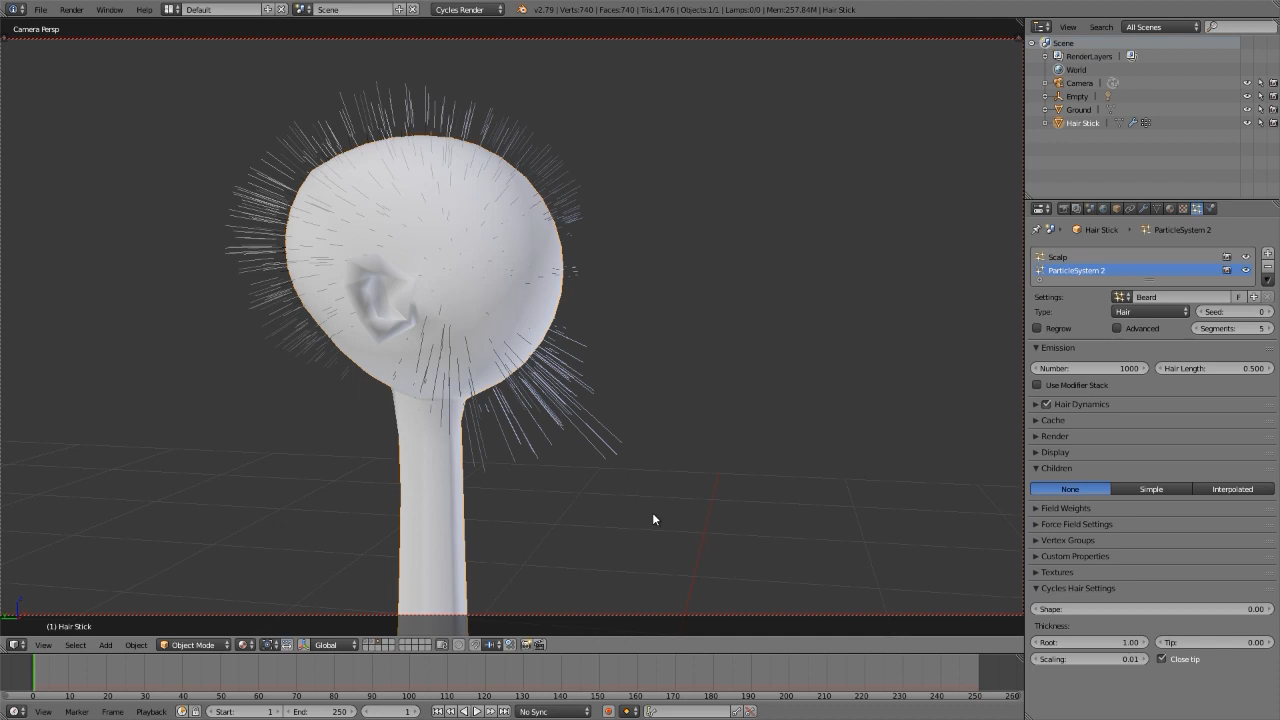 File Render Window Help Default Scene Cycles Render v2.79 | Verts:740 | Faces:740 | Tris:1,476 | Objects:1/1 | Lamps:0/0 | Mem:257.84M | Hair Stick
Camera Persp
View Search All Scenes
Scene
RenderLayers
World
Camera
Empty
Ground
Hair Stick
Hair Stick ParticleSystem 2
Scalp
ParticleSystem 2
Settings: Beard F
Type: Hair Seed: 0
Regrow Advanced Segments: 5
Emission
Number: 1000 Hair Length: 0.500
Use Modifier Stack
Hair Dynamics
Cache
Render
Display
Children
None Simple Interpolated
Field Weights
Force Field Settings
Vertex Groups
Custom Properties
Textures
Cycles Hair Settings
Shape: 0.00
Thickness:
Root: 1.00 Tip: 0.00
Scaling: 0.01 Close tip
(1) Hair Stick
View Select Add Object Object Mode Global
0 10 20 30 40 50 60 70 80 90 100 110 120 130 140 150 160 170 180 190 200 210 220 230 240 250 260
View Marker Frame Playback Start: 1 End: 250 1 No Sync